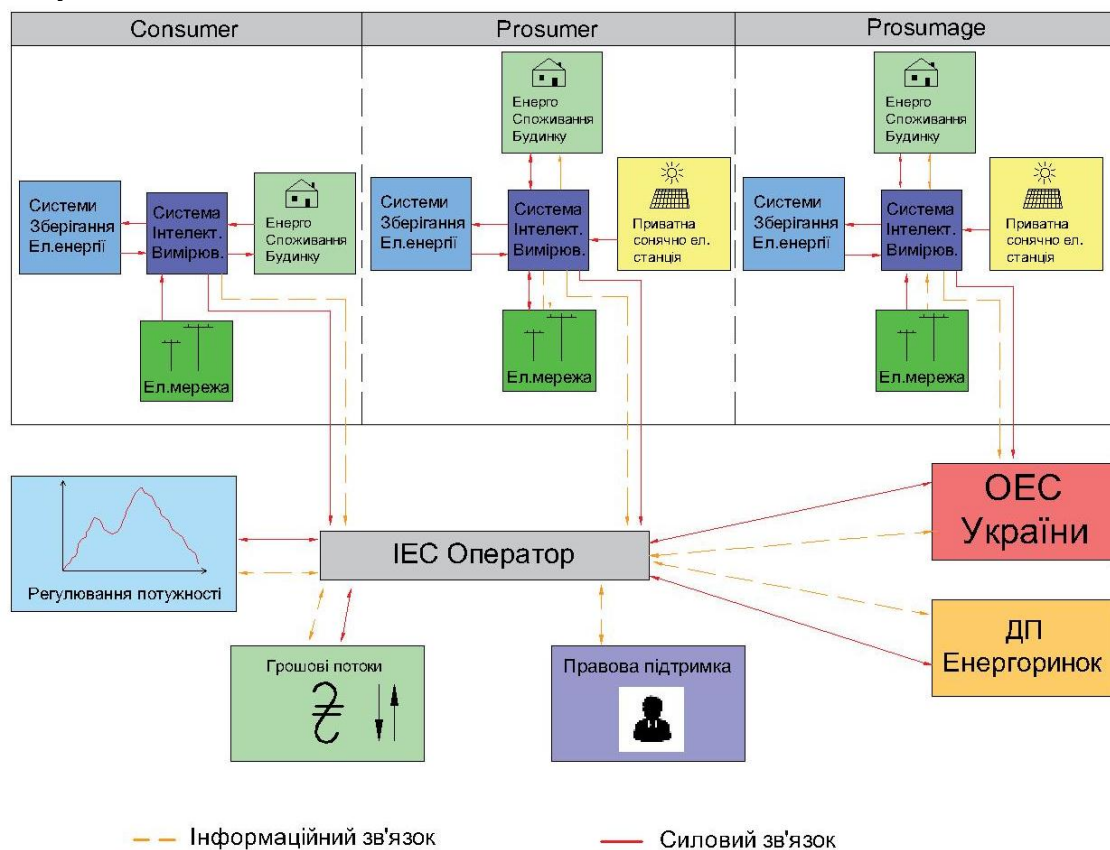 Consumer
Prosumer
Prosumage
Системи
Зберігання
Ел.енергії
Система
Інтелект.
Вимірюв.
Енерго
Споживання
Будинку
Ел.мережа
Енерго
Споживання
Будинку
Системи
Зберігання
Ел.енергії
Система
Інтелект.
Вимірюв.
Приватна
сонячно ел.
станція
Ел.мережа
Енерго
Споживання
Будинку
Системи
Зберігання
Ел.енергії
Система
Інтелект.
Вимірюв.
Приватна
сонячно ел.
станція
Ел.мережа
Регулювання потужності
ІЕС Оператор
ОЕС
України
ДП
Енергоринок
Грошові потоки
₴
Правова підтримка
Інформаційний зв'язок
Силовий зв'язок